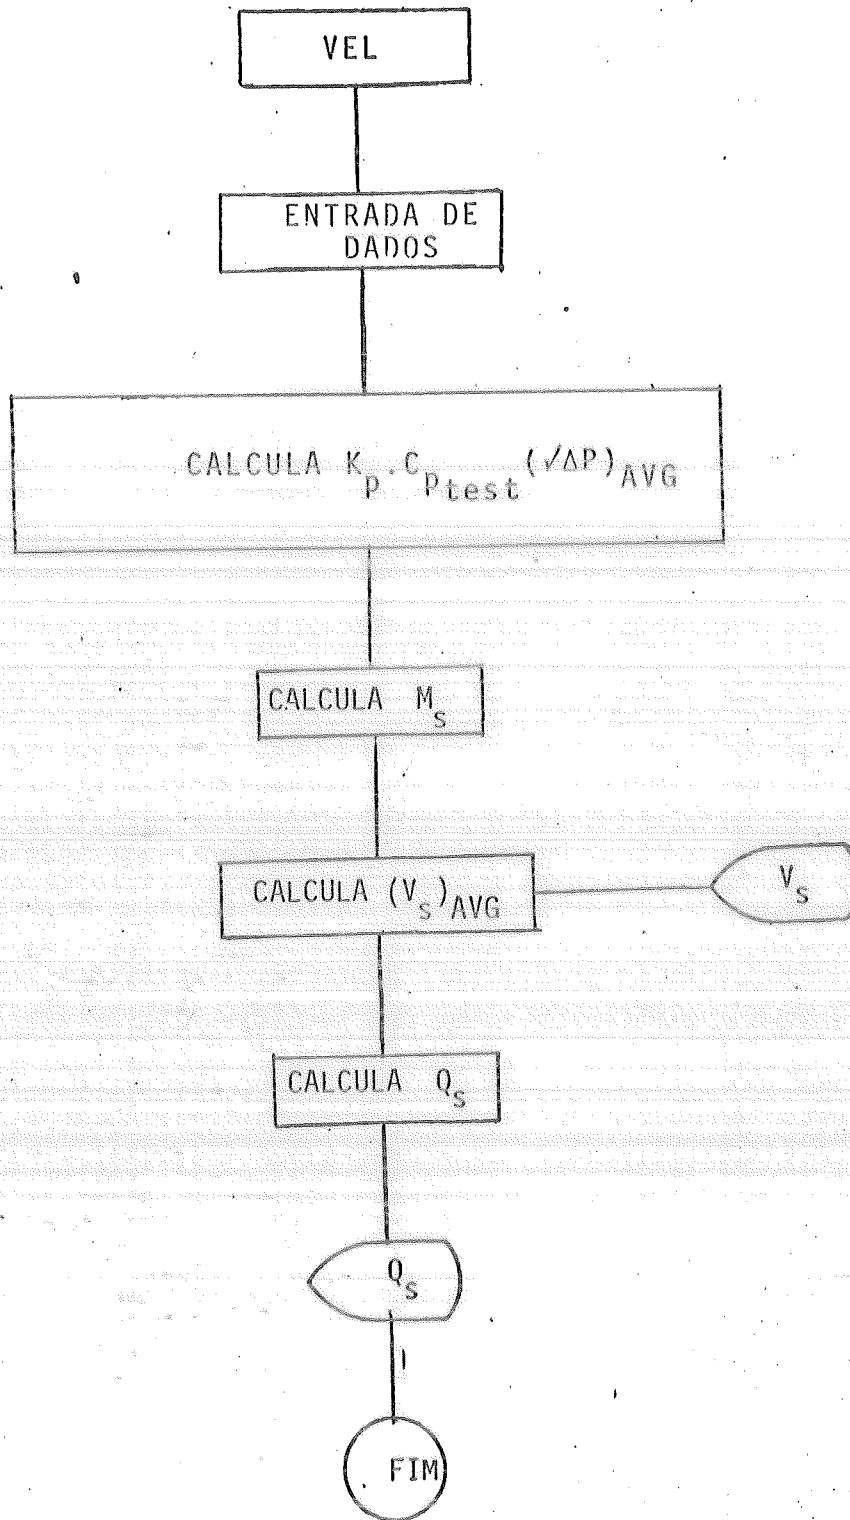 VEL
ENTRADA DE
DADOS
CALCULA K_p.C_p_test (√ΔP)_AVG
CALCULA M_s
CALCULA (V_s)_AVG
V_s
CALCULA Q_s
Q_s
FIM